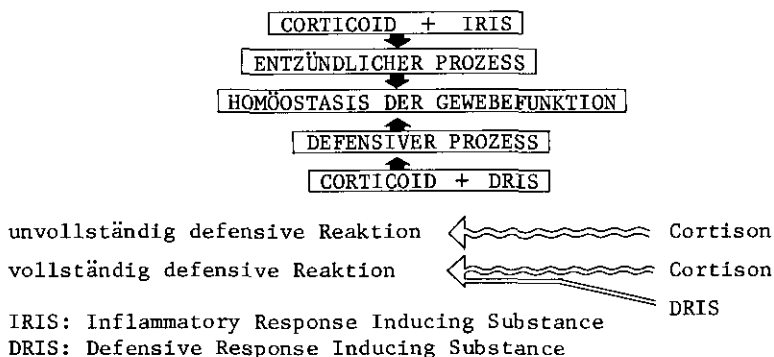 CORTICOID + IRIS
ENTZÜNDLICHER PROZESS
HOMÖOSTASIS DER GEWEBEFUNKTION
DEFENSIVER PROZESS
CORTICOID + DRIS
unvollständig defensive Reaktion Cortison
vollständig defensive Reaktion Cortison
DRIS
IRIS: Inflammatory Response Inducing Substance
DRIS: Defensive Response Inducing Substance